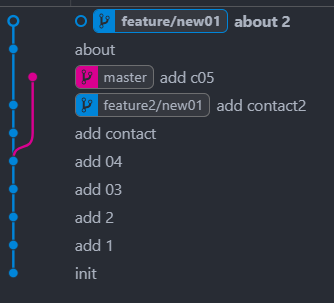 feature/new01 about 2
about
master add c05
feature2/new01 add contact2
add contact
add 04
add 03
add 2
add 1
init